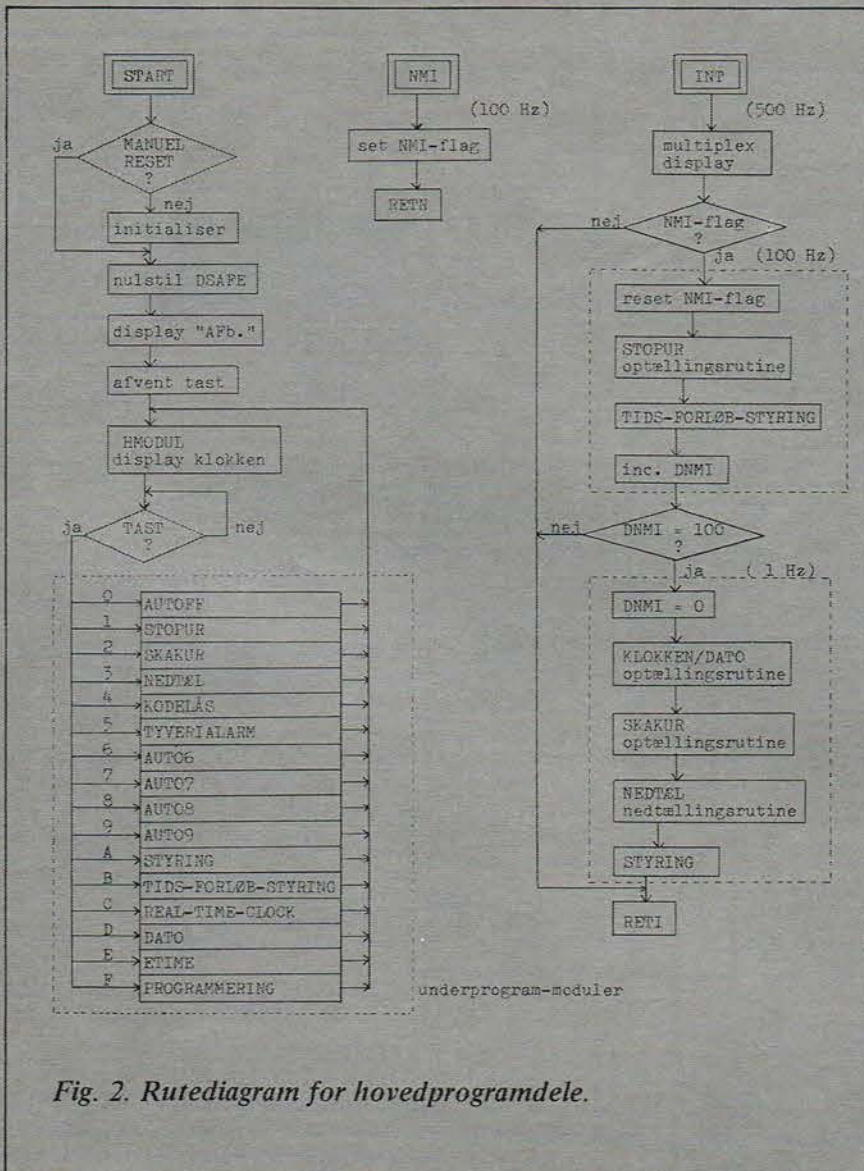 START
MANUEL
RESET
?
ja
nej
initialiser
nulstil DSAFE
display "AFb."
afvent tast
HMODUL
display klokken
ja
TAST
?
nej
0 AUTOFF
1 STOPUR
2 SKAKUR
3 NEDTÆL
4 KODELÅS
5 TYVERIALARM
6 AUTO6
7 AUTO7
8 AUTO8
9 AUTO9
A STYRING
B TIDS-FORLØB-STYRING
C REAL-TIME-CLOCK
D DATO
E ETIME
F PROGRAMMERING
underprogram-moduler
NMI
(100 Hz)
set NMI-flag
RETN
INT
(500 Hz)
multiplex
display
nej
NMI-flag
?
ja (100 Hz)
reset NMI-flag
STOPUR
optællingsrutine
TIDS-FORLØB-STYRING
inc. DNMI
nej
DNMI = 100
?
ja ( 1 Hz)
DNMI = 0
KLOKKEN/DATO
optællingsrutine
SKAKUR
optællingsrutine
NEDTÆL
nedtællingsrutine
STYRING
RETI
Fig. 2. Rutediagram for hovedprogramdele.